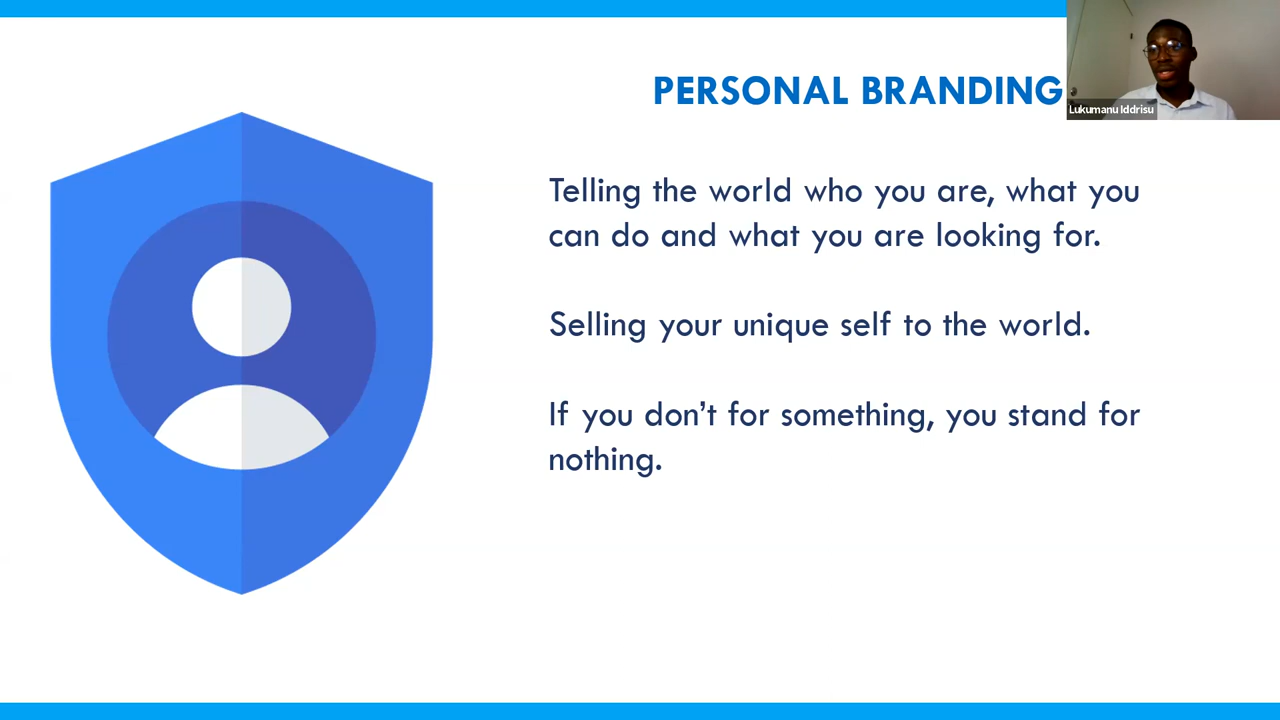 PERSONAL BRANDING
Lukumanu Iddrisu
Telling the world who you are, what you
can do and what you are looking for.
Selling your unique self to the world.
If you don’t for something, you stand for
nothing.